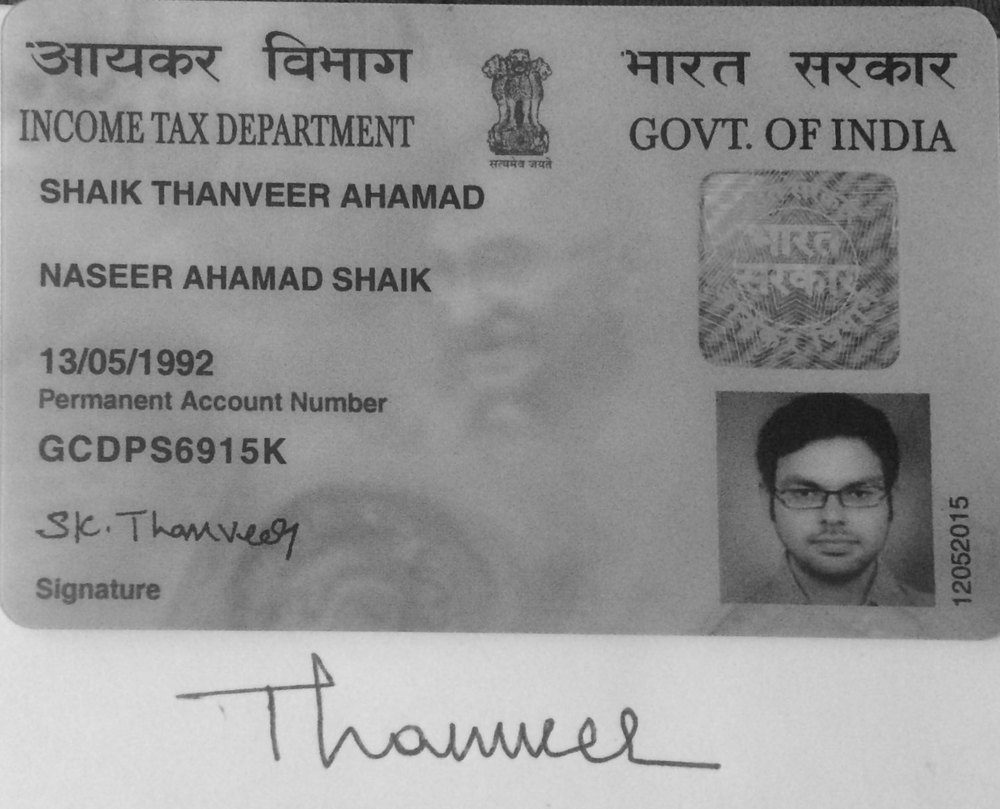 आयकर विभाग भारत सरकार
INCOME TAX DEPARTMENT GOVT. OF INDIA
सत्यमेव जयते
SHAIK THANVEER AHAMAD
भारत
सरकार
NASEER AHAMAD SHAIK
13/05/1992
Permanent Account Number
GCDPS6915K
SK. Thanveer
Signature
12052015
Thanveer